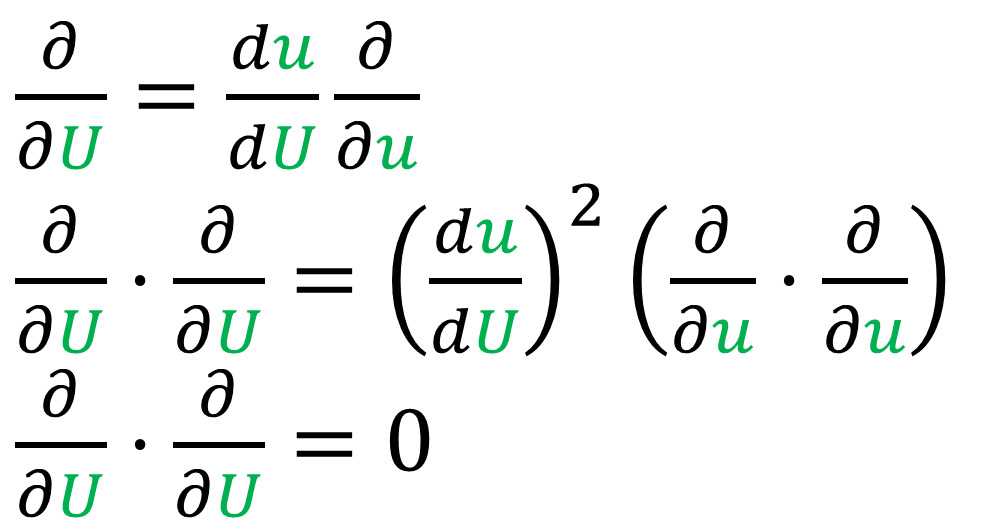 ∂/∂U = du/dU ∂/∂u
∂/∂U · ∂/∂U = (du/dU)² (∂/∂u · ∂/∂u)
∂/∂U · ∂/∂U = 0